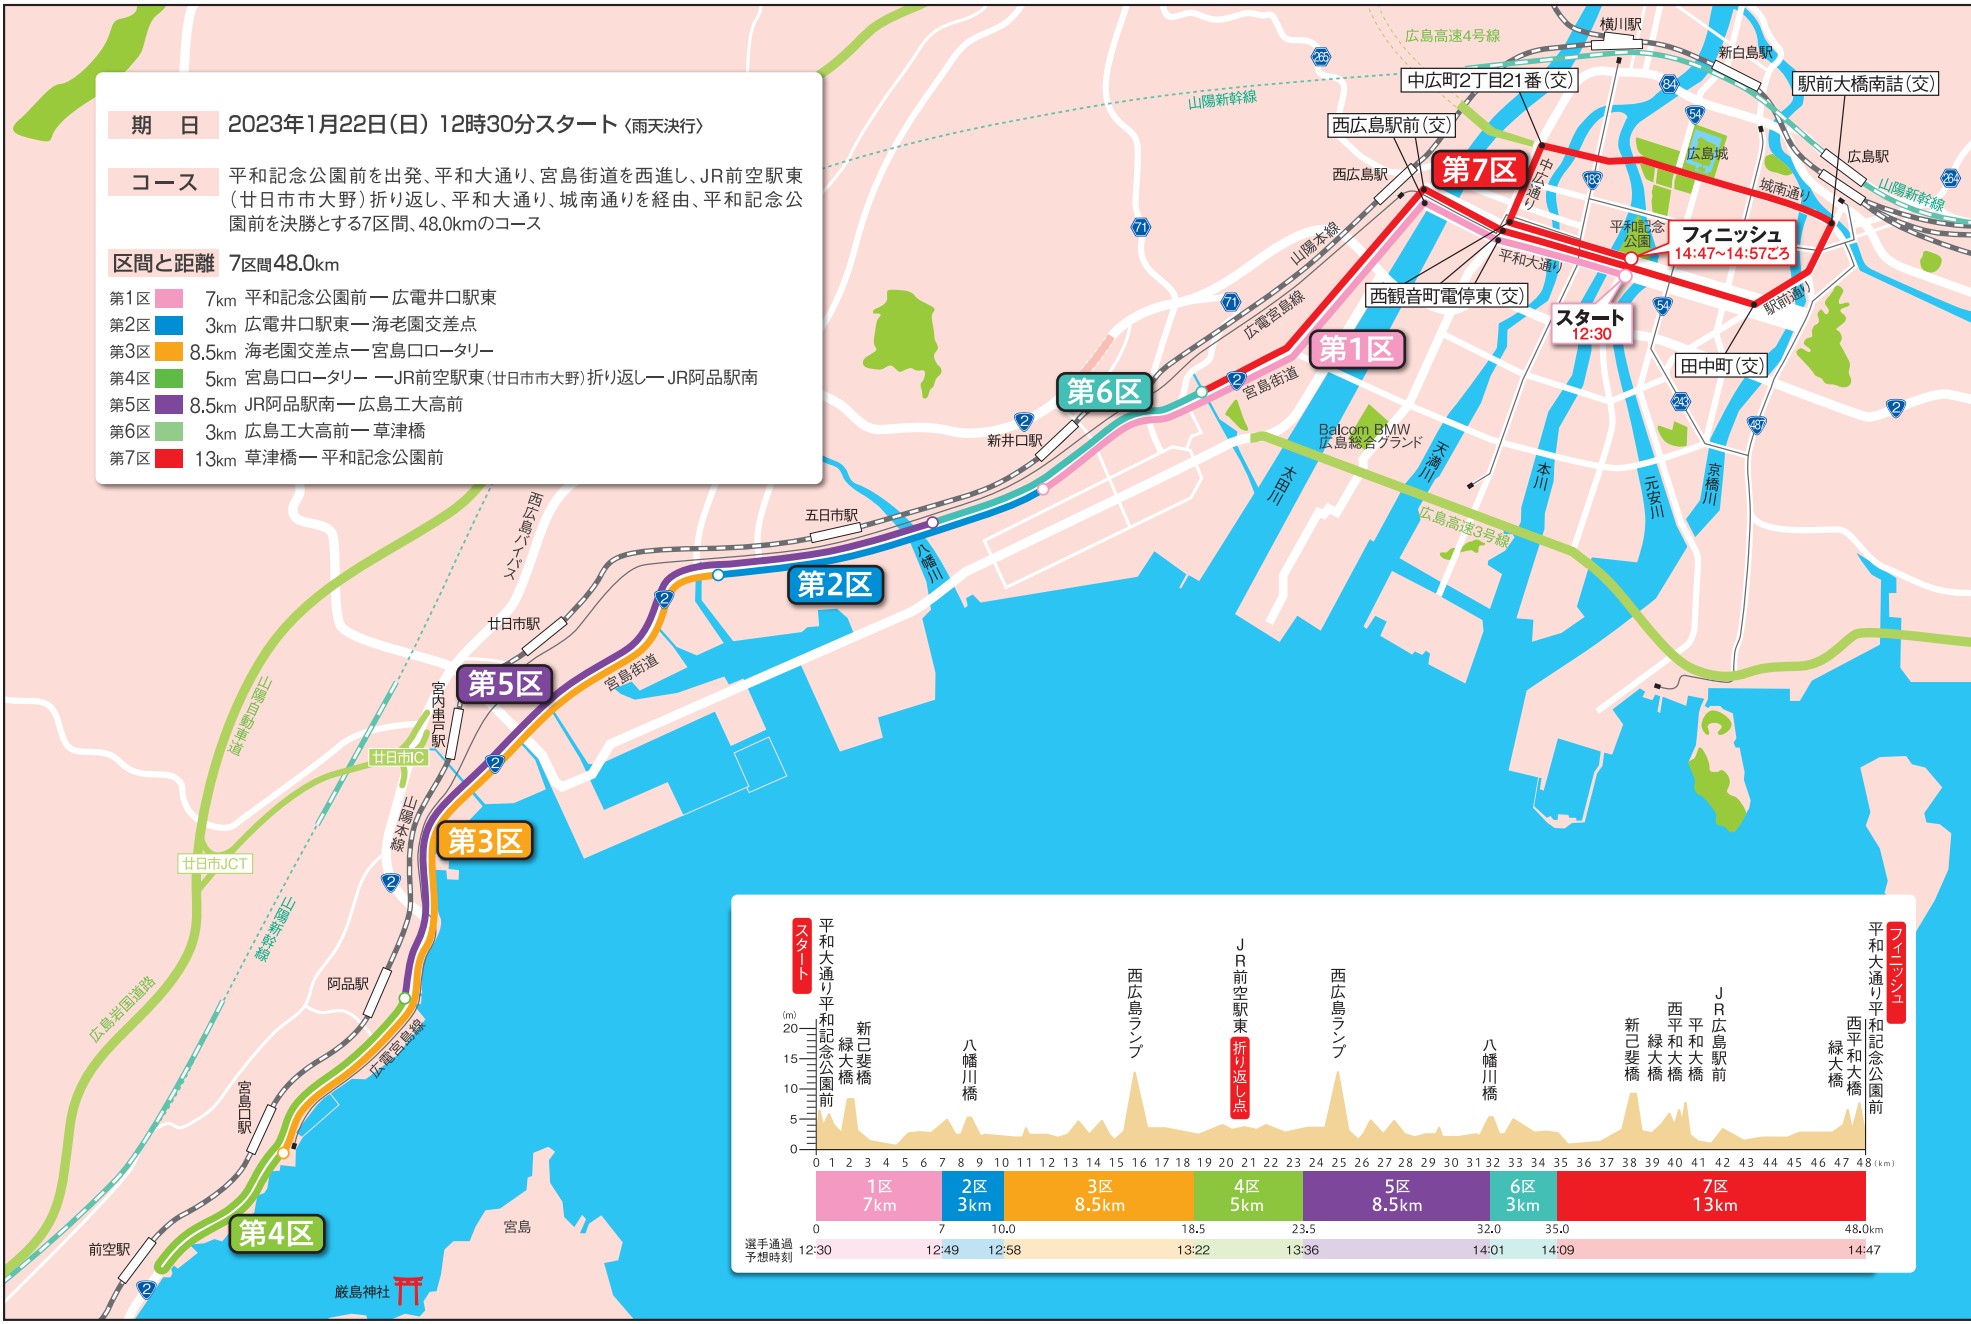 期 日
2023年1月22日(日) 12時30分スタート〈雨天決行〉
コース
平和記念公園前を出発、平和大通り、宮島街道を西進し、JR前空駅東
(廿日市市大野)折り返し、平和大通り、城南通りを経由、平和記念公
園前を決勝とする7区間、48.0kmのコース
区間と距離
7区間48.0km
第1区 7km 平和記念公園前―広電井口駅東
第2区 3km 広電井口駅東―海老園交差点
第3区 8.5km 海老園交差点―宮島口ロータリー
第4区 5km 宮島口ロータリー ―JR前空駅東(廿日市市大野)折り返し―JR阿品駅南
第5区 8.5km JR阿品駅南―広島工大高前
第6区 3km 広島工大高前―草津橋
第7区 13km 草津橋―平和記念公園前
広島高速4号線
横川駅
新白島駅
265
84
54
山陽新幹線
中広町2丁目21番(交)
駅前大橋南詰(交)
西広島駅前(交)
広島城
広島駅
264
西広島駅
第7区
中広通り
183
城南通り
山陽新幹線
71
平和記念
公園
フィニッシュ
14:47~14:57ごろ
山陽本線
平和大通り
71
広電宮島線
西観音町電停東(交)
54
駅前通り
スタート
12:30
第1区
田中町(交)
2
宮島街道
第6区
243
2
487
2
新井口駅
Balcom BMW
広島総合グランド
太田川
天満川
本川
元安川
京橋川
広島高速3号線
西広島バイパス
五日市駅
八幡川
第2区
2
廿日市駅
宮島街道
第5区
宮内串戸駅
山陽自動車道
廿日市IC
2
山陽本線
第3区
廿日市JCT
2
山陽新幹線
阿品駅
広島岩国道路
広電宮島線
宮島口駅
第4区
前空駅
2
宮島
厳島神社
スタート
平和大通り平和記念公園前
緑大橋
新己斐橋
八幡川橋
西広島ランプ
JR前空駅東
折り返し点
西広島ランプ
八幡川橋
新己斐橋
緑大橋
西平和大橋
平和大橋
JR広島駅前
緑大橋
西平和大橋
平和大通り平和記念公園前
フィニッシュ
(m)
20
15
10
5
0
0 1 2 3 4 5 6 7 8 9 10 11 12 13 14 15 16 17 18 19 20 21 22 23 24 25 26 27 28 29 30 31 32 33 34 35 36 37 38 39 40 41 42 43 44 45 46 47 48 (km)
1区 2区 3区 4区 5区 6区 7区
7km 3km 8.5km 5km 8.5km 3km 13km
0 7 10.0 18.5 23.5 32.0 35.0 48.0km
選手通過
予想時刻
12:30 12:49 12:58 13:22 13:36 14:01 14:09 14:47